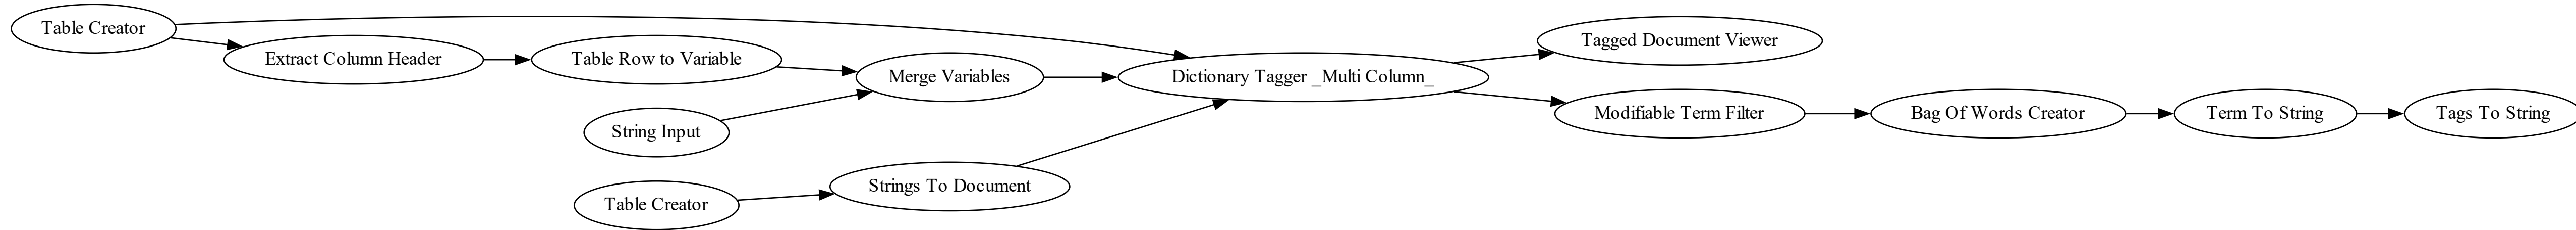 Table Creator
Extract Column Header
Table Row to Variable
Merge Variables
String Input
Table Creator
Strings To Document
Dictionary Tagger _Multi Column_
Tagged Document Viewer
Modifiable Term Filter
Bag Of Words Creator
Term To String
Tags To String